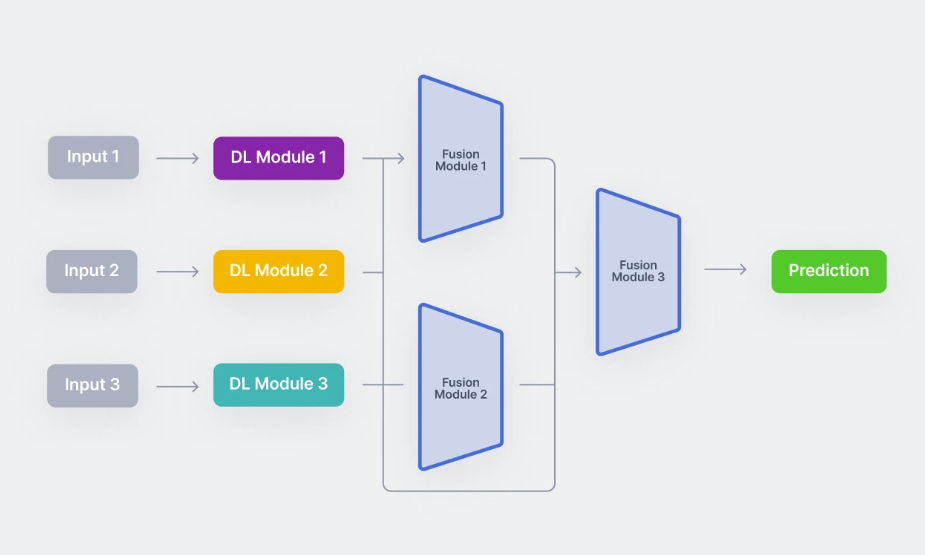 Input 1
DL Module 1
Fusion
Module 1
Input 2
DL Module 2
Fusion
Module 3
Prediction
Input 3
DL Module 3
Fusion
Module 2